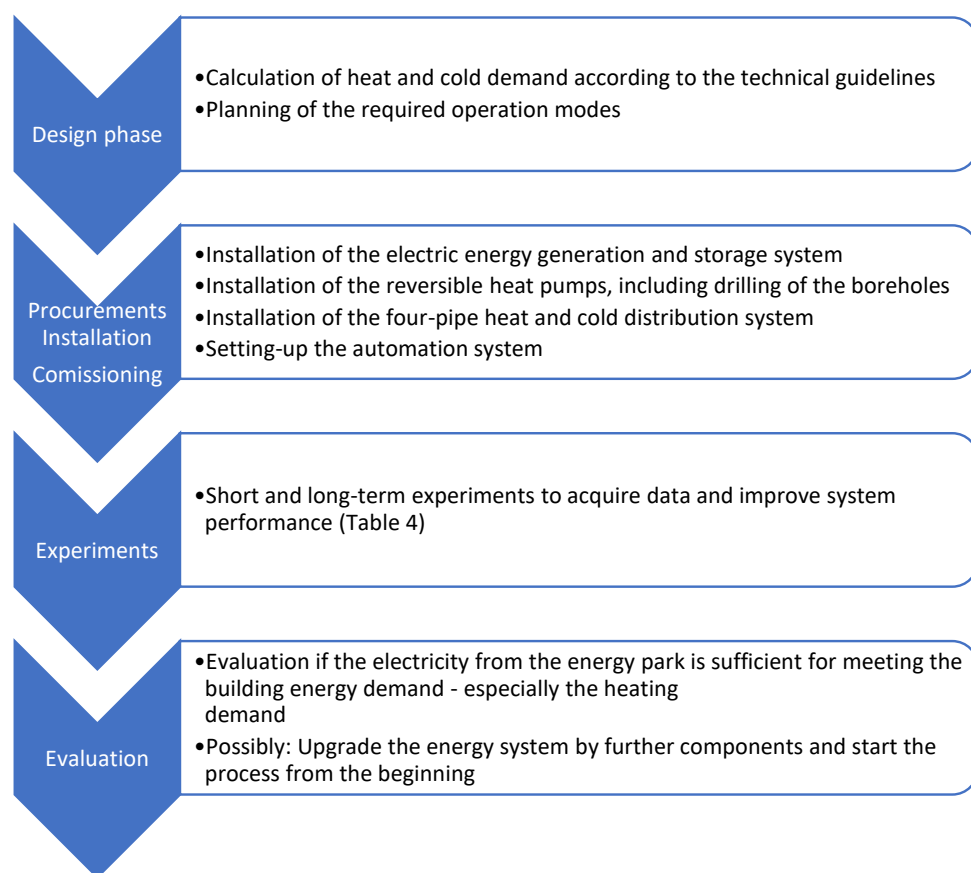 Design phase
•Calculation of heat and cold demand according to the technical guidelines
•Planning of the required operation modes
Procurements
Installation
Comissioning
•Installation of the electric energy generation and storage system
•Installation of the reversible heat pumps, including drilling of the boreholes
•Installation of the four-pipe heat and cold distribution system
•Setting-up the automation system
Experiments
•Short and long-term experiments to acquire data and improve system
performance (Table 4)
Evaluation
•Evaluation if the electricity from the energy park is sufficient for meeting the
building energy demand - especially the heating
demand
•Possibly: Upgrade the energy system by further components and start the
process from the beginning